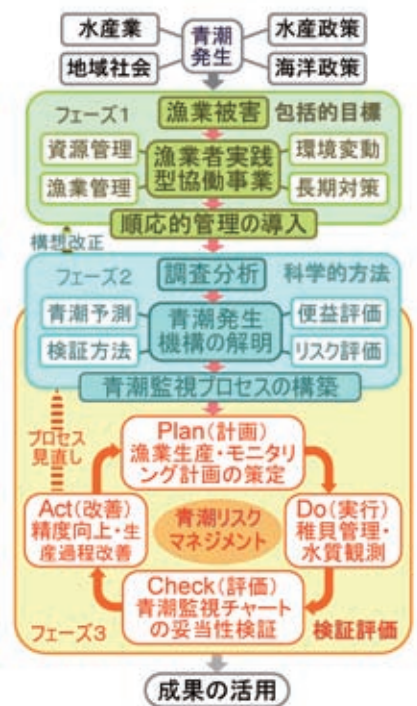 水産業
青潮
発生
水産政策
地域社会
海洋政策
フェーズ1
漁業被害
包括的目標
資源管理
漁業者実践
型協働事業
環境変動
漁業管理
長期対策
順応的管理の導入
構想改正
フェーズ2
調査分析
科学的方法
青潮予測
青潮発生
機構の解明
便益評価
検証方法
リスク評価
青潮監視プロセスの構築
プロセス
見直し
Plan(計画)
漁業生産・モニタ
リング計画の策定
Act(改善)
精度向上・生
産過程改善
青潮リスク
マネジメント
Do(実行)
稚貝管理・
水質観測
Check(評価)
青潮監視チャート
の妥当性検証
フェーズ3
検証評価
成果の活用